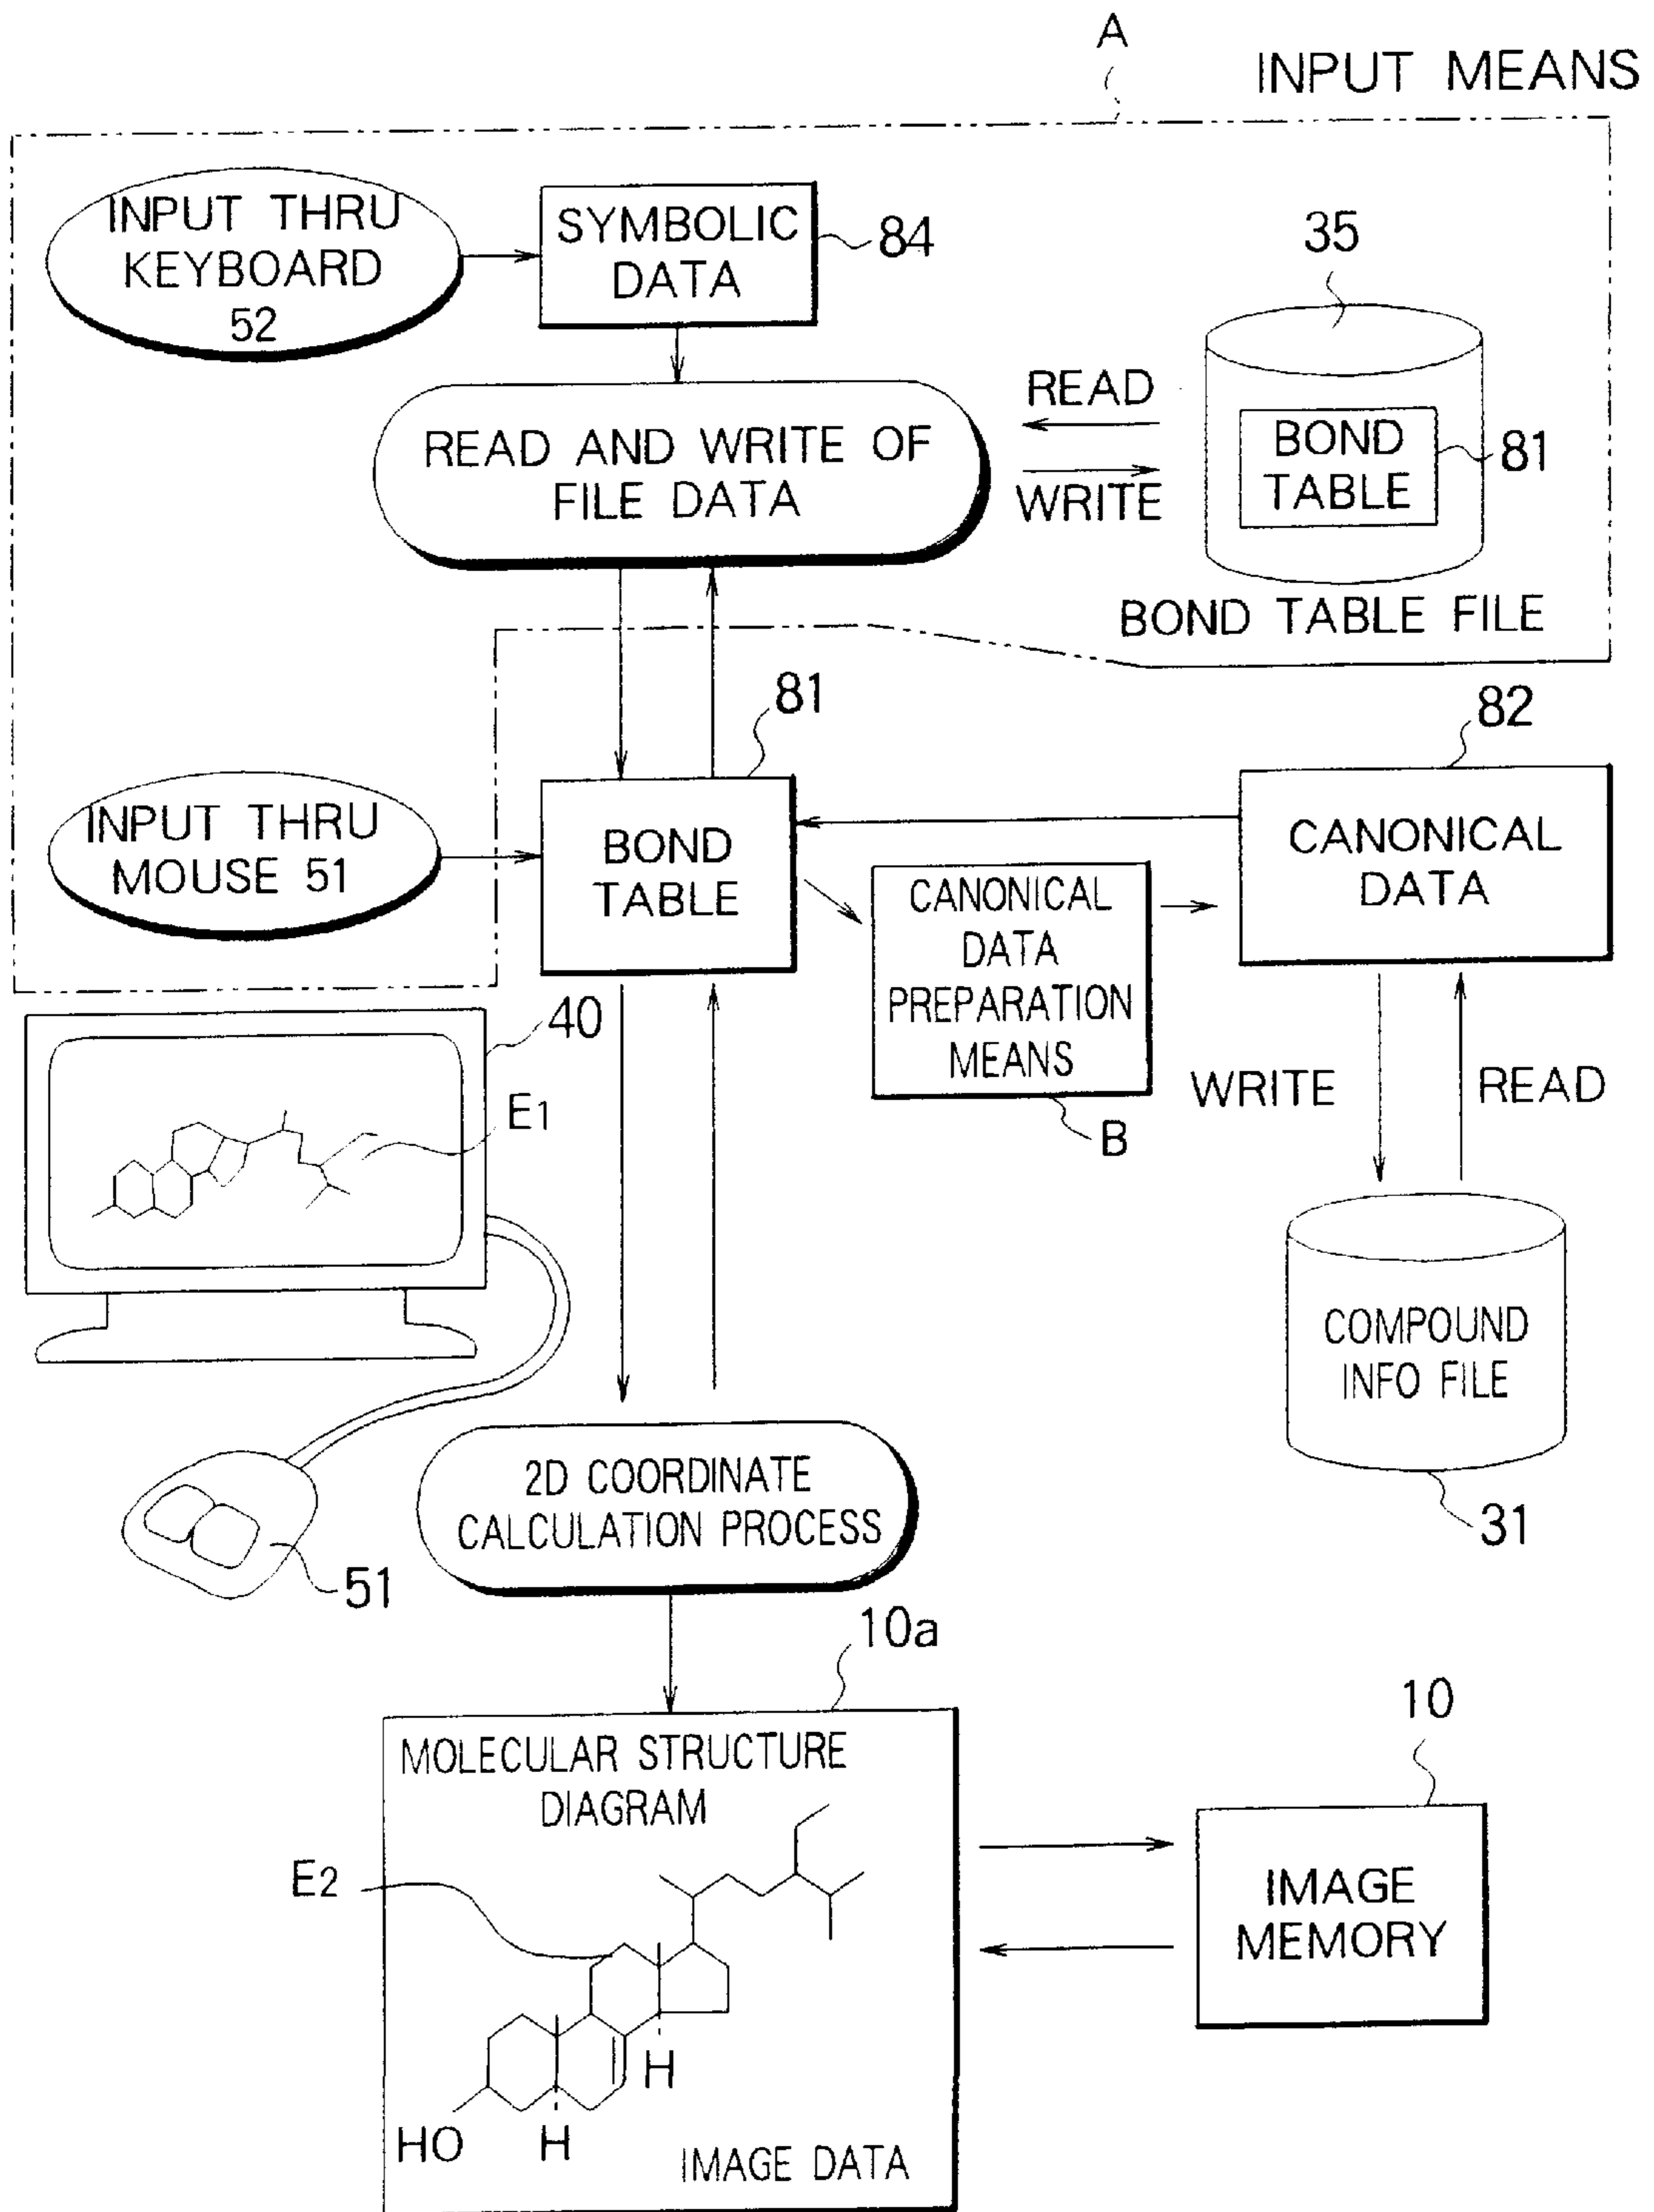 A
INPUT MEANS
INPUT THRU
KEYBOARD
52
SYMBOLIC
DATA
84
35
READ AND WRITE OF
FILE DATA
READ
WRITE
BOND
TABLE
81
BOND TABLE FILE
81
82
INPUT THRU
MOUSE 51
BOND
TABLE
CANONICAL
DATA
PREPARATION
MEANS
B
CANONICAL
DATA
40
E1
WRITE
READ
COMPOUND
INFO FILE
31
51
2D COORDINATE
CALCULATION PROCESS
10a
MOLECULAR STRUCTURE
DIAGRAM
E2
H
HO
H
IMAGE DATA
10
IMAGE
MEMORY